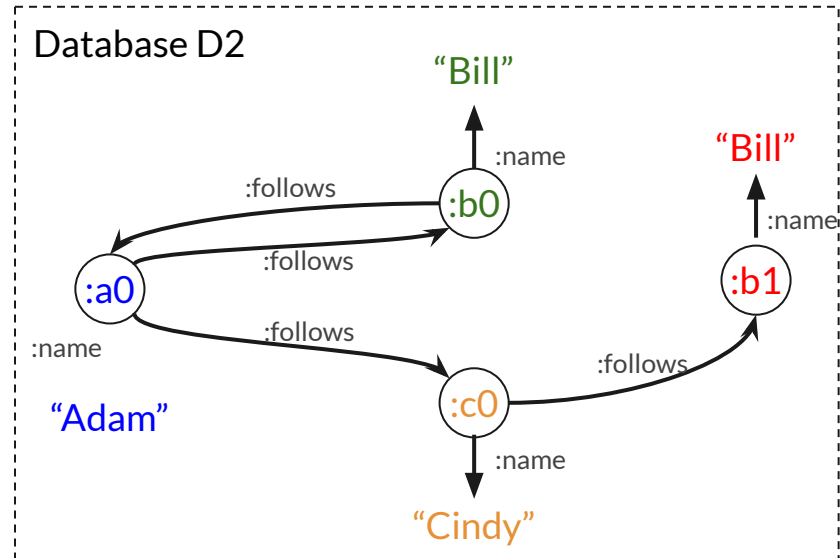 Database D2
“Bill”
“Bill”
:name
:follows
:b0
:name
:follows
:a0
:b1
:follows
:name
:follows
:c0
“Adam”
:name
“Cindy”